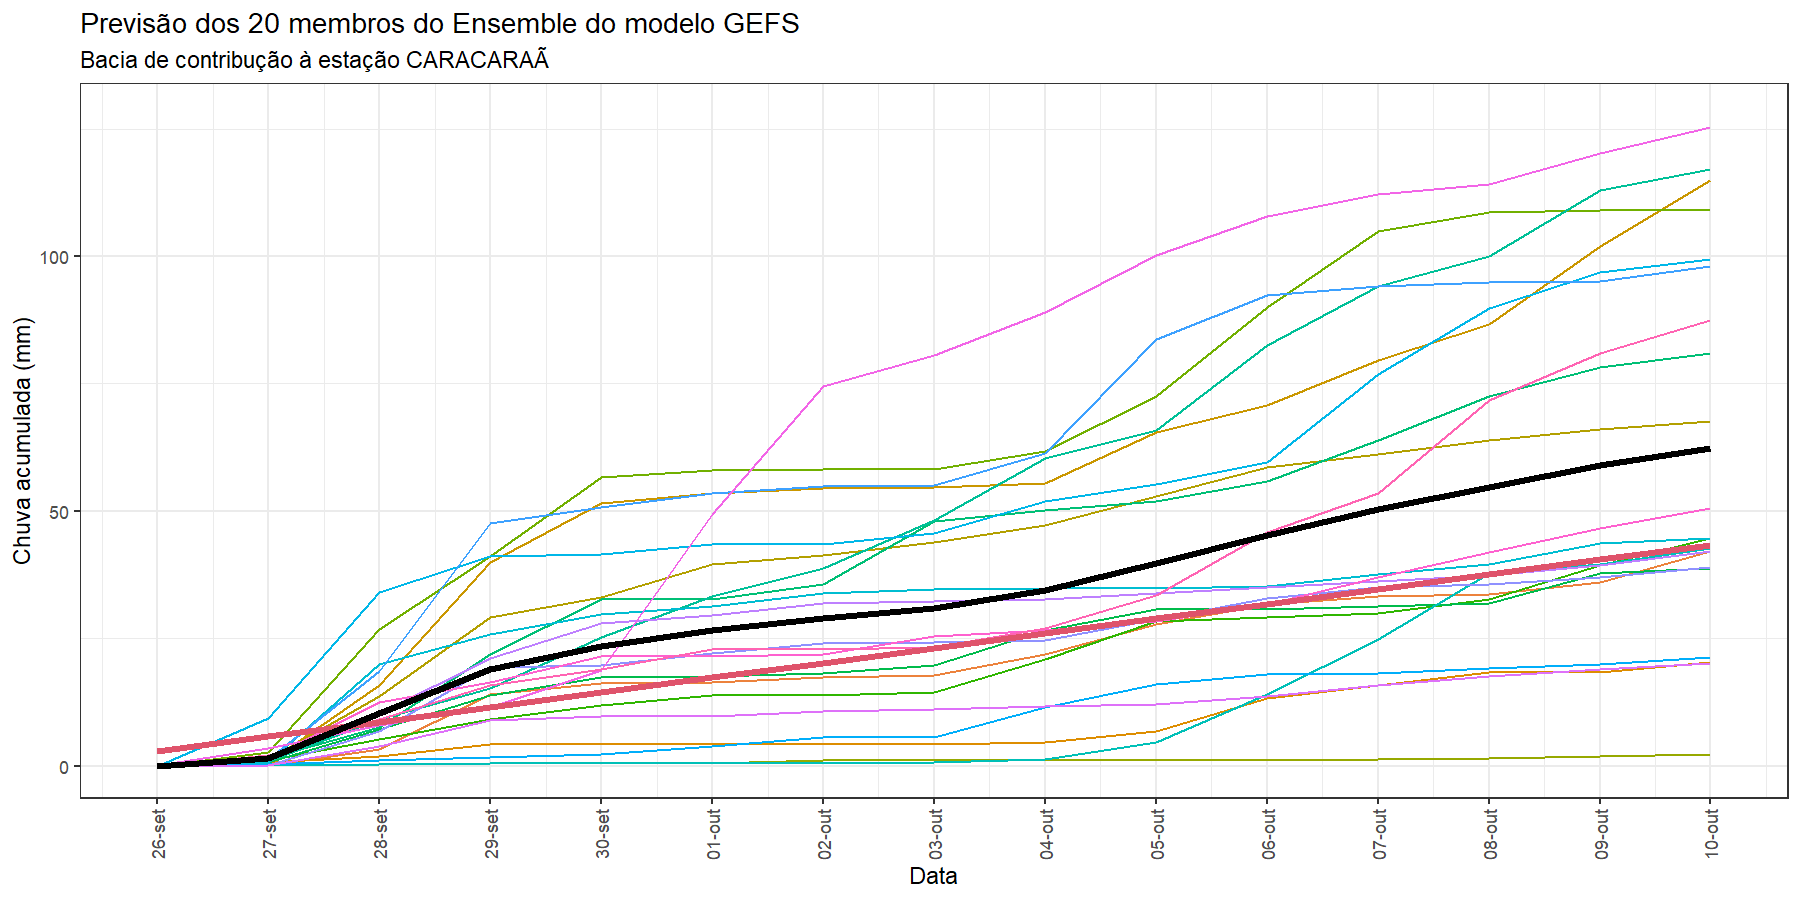 Previsão dos 20 membros do Ensemble do modelo GEFS
Bacia de contribução à estação CARACARAÃ
Chuva acumulada (mm)
100
50
0
26-set
27-set
28-set
29-set
30-set
01-out
02-out
03-out
04-out
05-out
06-out
07-out
08-out
09-out
10-out
Data